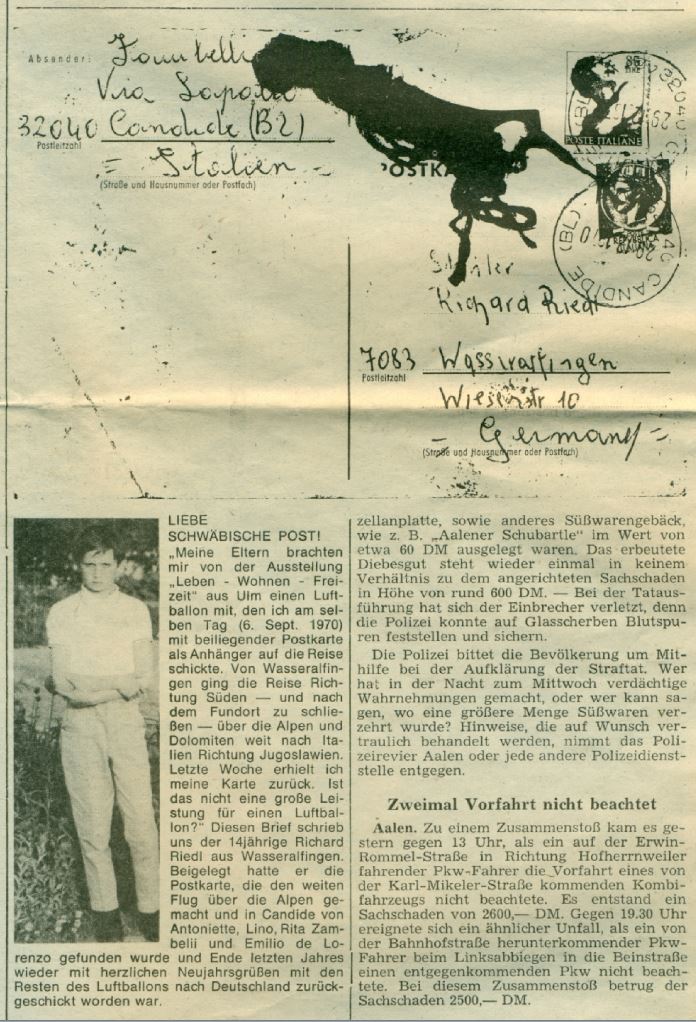 Absender:
Via
32040 Candide (BZ)
Postleitzahl
= Italien =
(Straße und Hausnummer oder Postfach)
POSTKA
POSTE ITALIANE
CANDIDE (BL)
Schüler
Richard Riedl
7083 Wasseralfingen
Postleitzahl
Wiesenstr 10
= Germany =
(Straße und Hausnummer oder Postfach)
LIEBE
SCHWÄBISCHE POST!
„Meine Eltern brachten
mir von der Ausstellung
„Leben - Wohnen - Frei-
zeit“ aus Ulm einen Luft-
ballon mit, den ich am sel-
ben Tag (6. Sept. 1970)
mit beiliegender Postkarte
als Anhänger auf die Reise
schickte. Von Wasseralfin-
gen ging die Reise Rich-
tung Süden — und nach
dem Fundort zu schlie-
ßen — über die Alpen und
Dolomiten weit nach Ita-
lien Richtung Jugoslawien.
Letzte Woche erhielt ich
meine Karte zurück. Ist
das nicht eine große Lei-
stung für einen Luftbal-
lon?“ Diesen Brief schrieb
uns der 14jährige Richard
Riedl aus Wasseralfingen.
Beigelegt hatte er die
Postkarte, die den weiten
Flug über die Alpen ge-
macht und in Candide von
Antoniette, Lino, Rita Zam-
belii und Emilio de Lo-
renzo gefunden wurde und Ende letzten Jahres
wieder mit herzlichen Neujahrsgrüßen mit den
Resten des Luftballons nach Deutschland zurück-
geschickt worden war.
zellanplatte, sowie anderes Süßwarengebäck,
wie z. B. „Aalener Schubartle“ im Wert von
etwa 60 DM ausgelegt waren. Das erbeutete
Diebesgut steht wieder einmal in keinem
Verhältnis zu dem angerichteten Sachschaden
in Höhe von rund 600 DM. — Bei der Tataus-
führung hat sich der Einbrecher verletzt, denn
die Polizei konnte auf Glasscherben Blutspu-
ren feststellen und sichern.
Die Polizei bittet die Bevölkerung um Mit-
hilfe bei der Aufklärung der Straftat. Wer
hat in der Nacht zum Mittwoch verdächtige
Wahrnehmungen gemacht, oder wer kann sa-
gen, wo eine größere Menge Süßwaren ver-
zehrt wurde? Hinweise, die auf Wunsch ver-
traulich behandelt werden, nimmt das Poli-
zeirevier Aalen oder jede andere Polizeidienst-
stelle entgegen.
Zweimal Vorfahrt nicht beachtet
Aalen. Zu einem Zusammenstoß kam es ge-
stern gegen 13 Uhr, als ein auf der Erwin-
Rommel-Straße in Richtung Hofherrnweiler
fahrender Pkw-Fahrer die Vorfahrt eines von
der Karl-Mikeler-Straße kommenden Kombi-
fahrzeugs nicht beachtete. Es entstand ein
Sachschaden von 2600,— DM. Gegen 19.30 Uhr
ereignete sich ein ähnlicher Unfall, als ein von
der Bahnhofstraße herunterkommender Pkw-
Fahrer beim Linksabbiegen in die Beinstraße
einen entgegenkommenden Pkw nicht beach-
tete. Bei diesem Zusammenstoß betrug der
Sachschaden 2500,— DM.